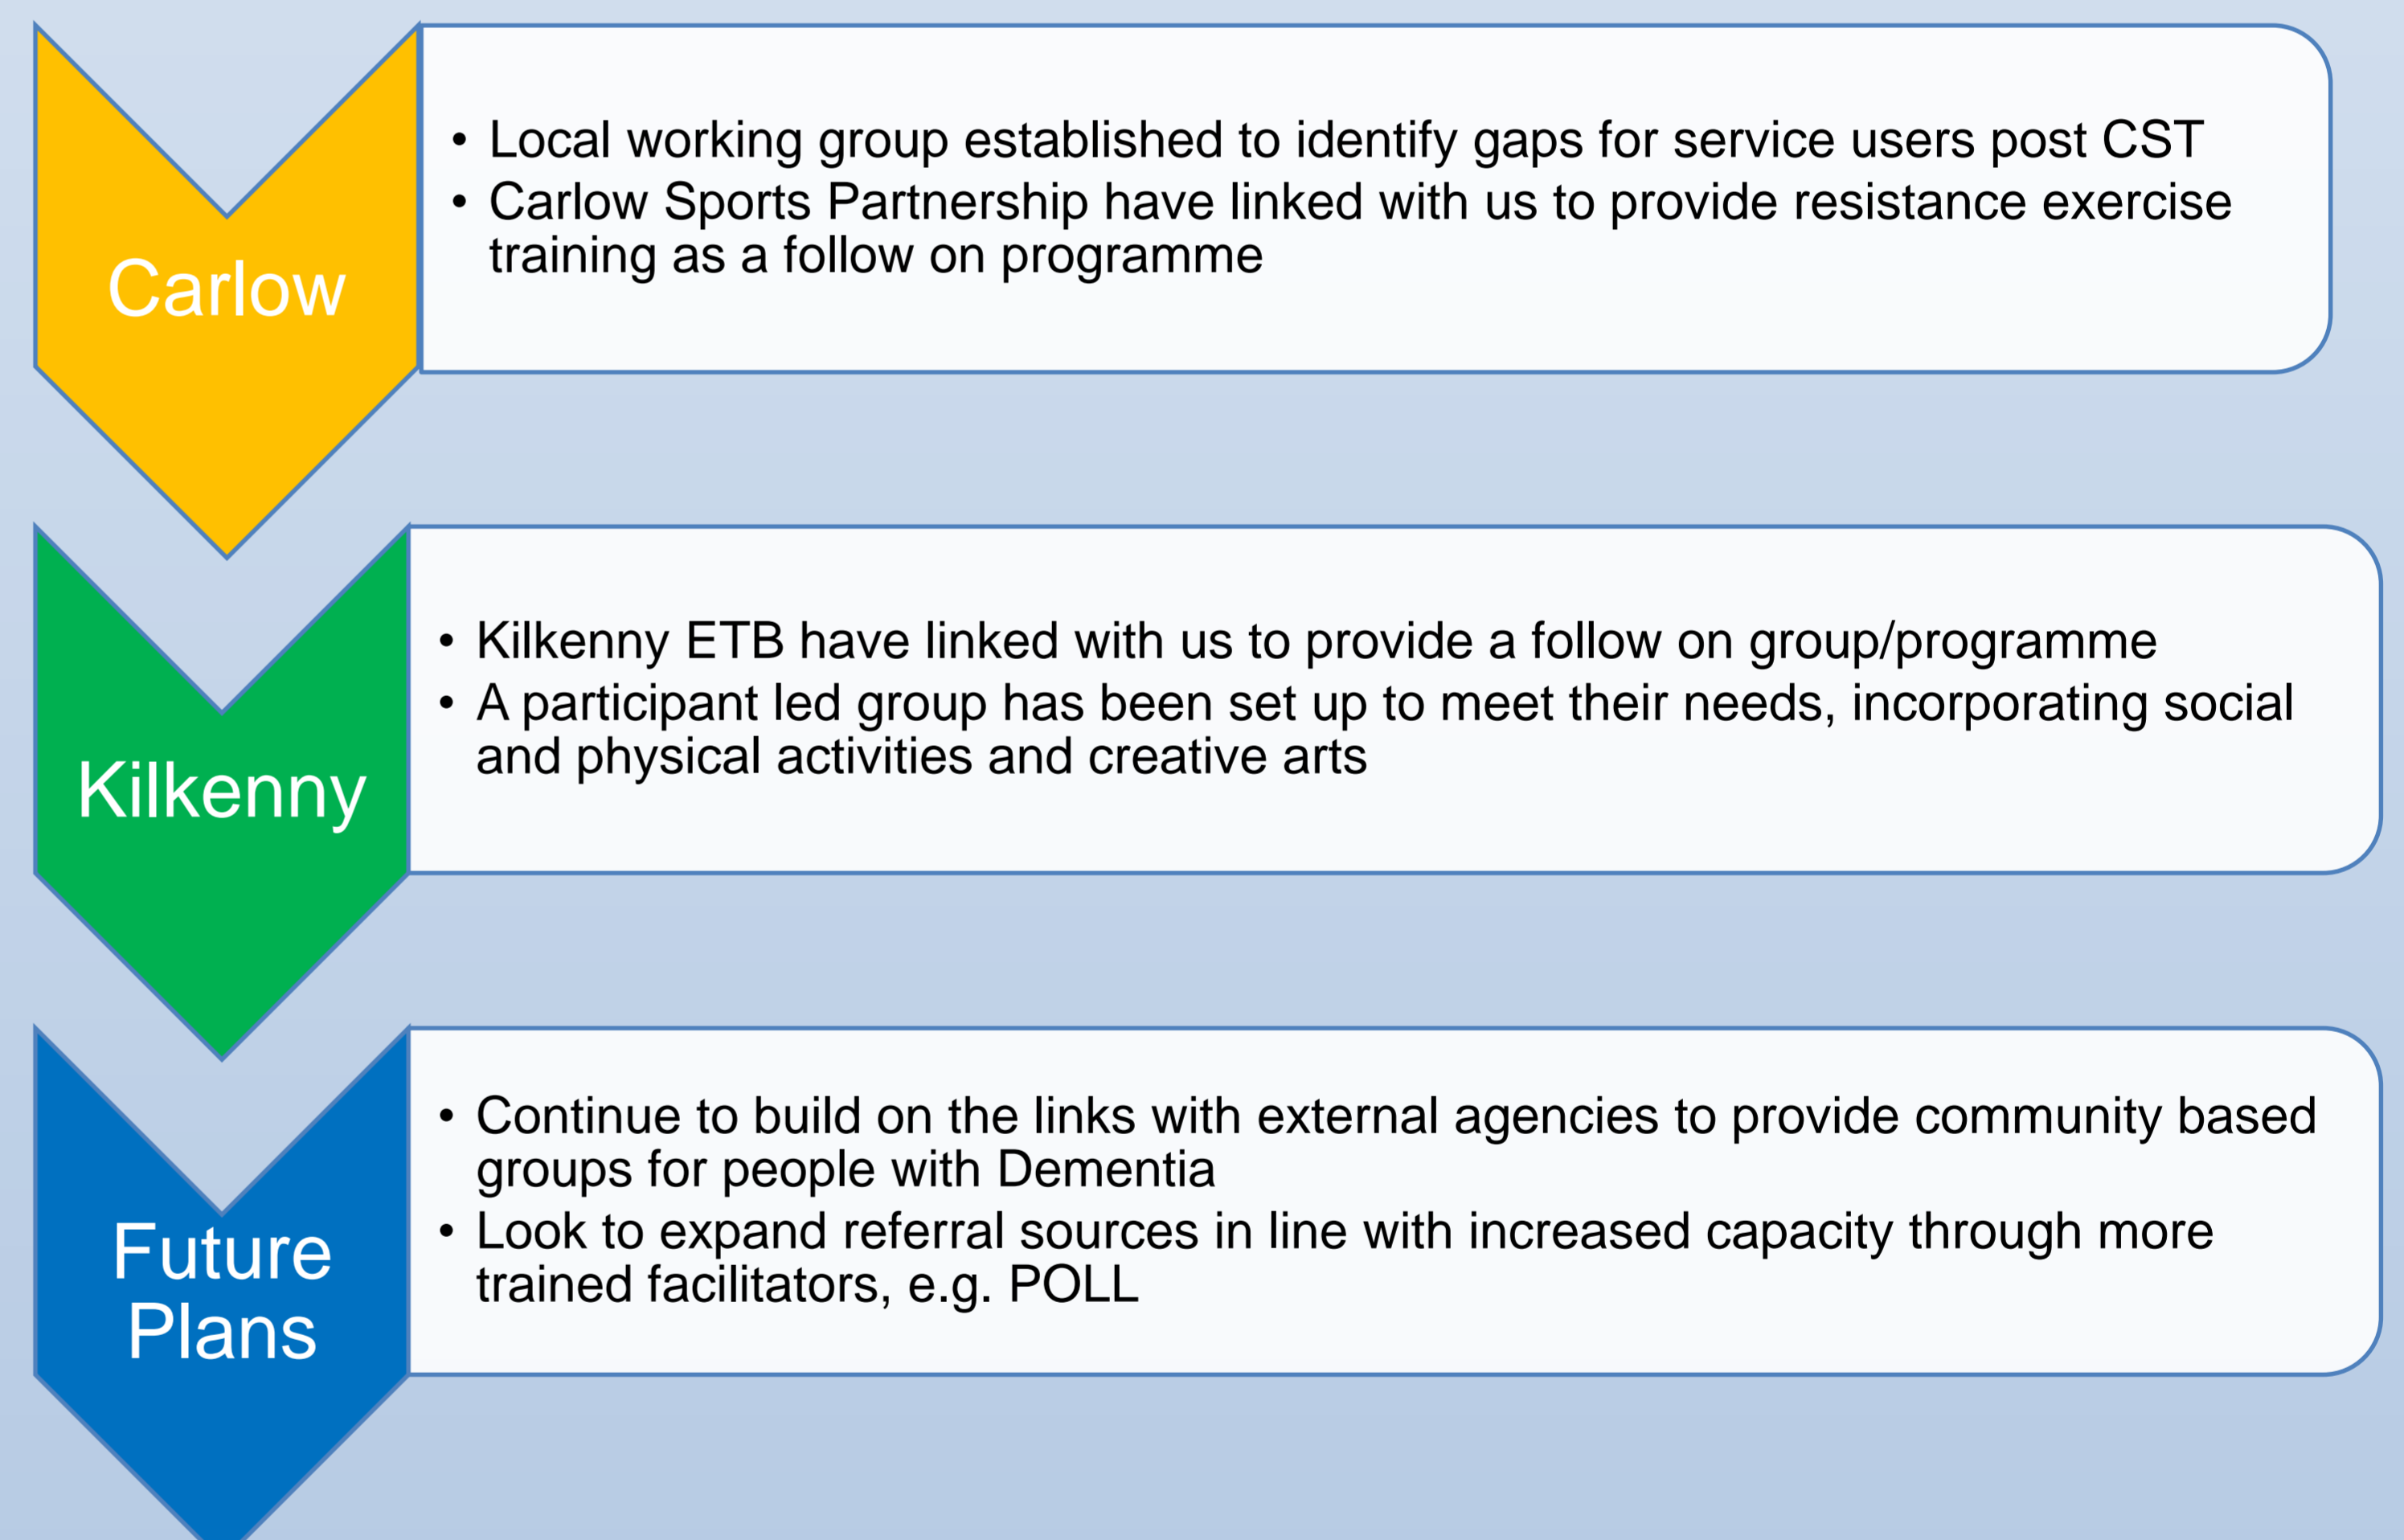 Carlow
• Local working group established to identify gaps for service users post CST
• Carlow Sports Partnership have linked with us to provide resistance exercise
training as a follow on programme
Kilkenny
• Kilkenny ETB have linked with us to provide a follow on group/programme
• A participant led group has been set up to meet their needs, incorporating social
and physical activities and creative arts
Future
Plans
• Continue to build on the links with external agencies to provide community based
groups for people with Dementia
• Look to expand referral sources in line with increased capacity through more
trained facilitators, e.g. POLL